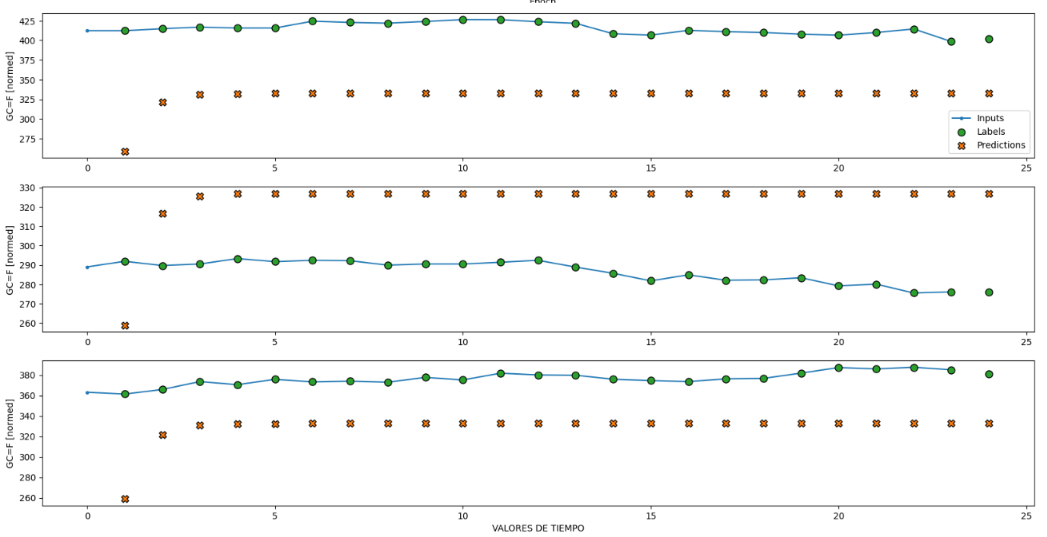 Epoch
425
400
375
350
325
300
275
GC=F [normed]
Inputs
Labels
Predictions
0 5 10 15 20 25
330
320
310
300
290
280
270
260
GC=F [normed]
0 5 10 15 20 25
380
360
340
320
300
280
260
GC=F [normed]
0 5 10 15 20 25
VALORES DE TIEMPO